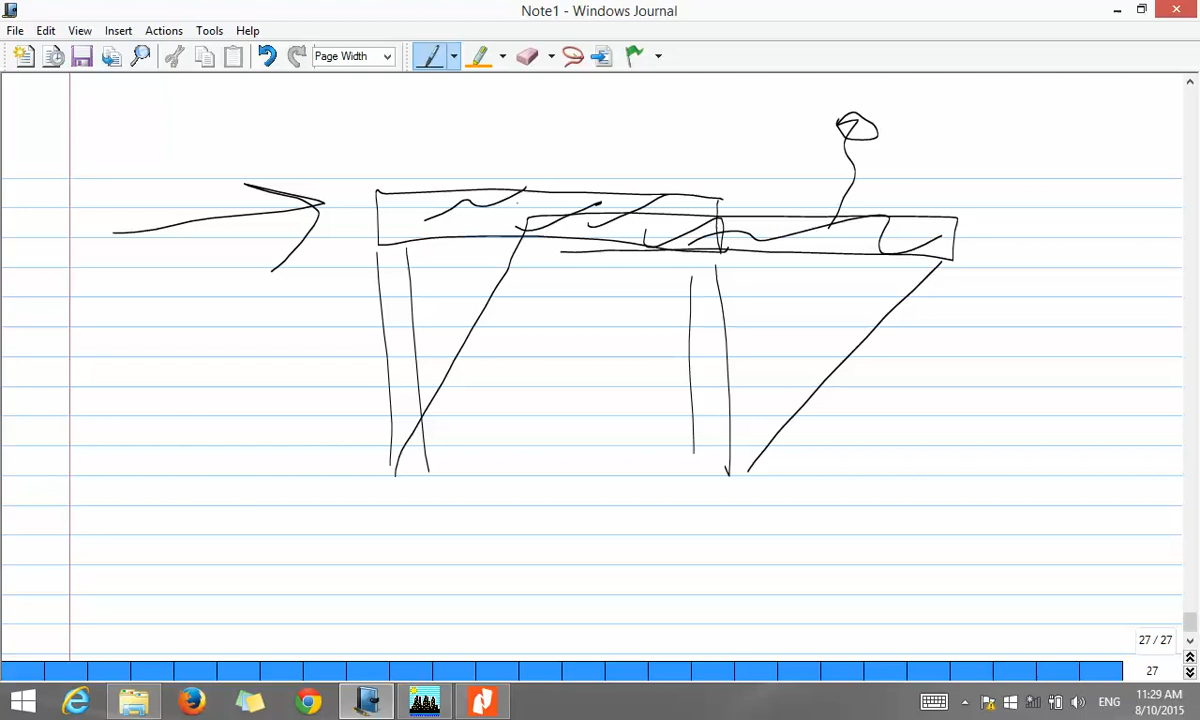 Note1 - Windows Journal
File Edit View Insert Actions Tools Help
Page Width
27 / 27
27
ENG
11:29 AM
8/10/2015